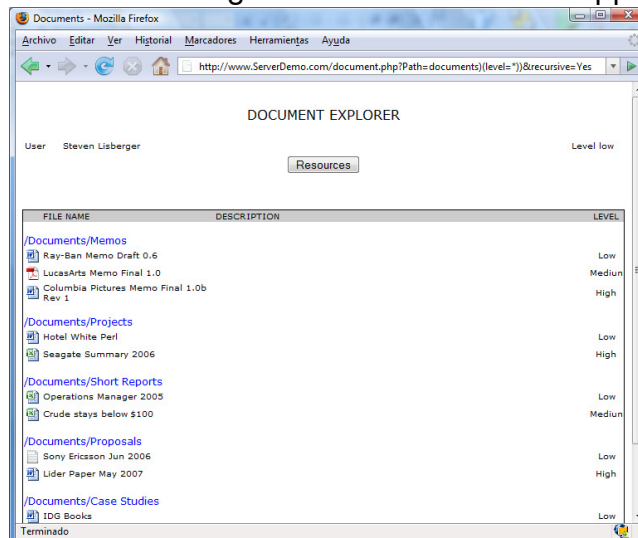 Documents - Mozilla Firefox
Archivo Editar Ver Historial Marcadores Herramientas Ayuda
http://www.ServerDemo.com/document.php?Path=documents)(level=*))&recursive=Yes
DOCUMENT EXPLORER
User Steven Lisberger Level low
Resources
FILE NAME DESCRIPTION LEVEL
/Documents/Memos
Ray-Ban Memo Draft 0.6 Low
LucasArts Memo Final 1.0 Mediun
Columbia Pictures Memo Final 1.0b
Rev 1 High
/Documents/Projects
Hotel White Perl Low
Seagate Summary 2006 High
/Documents/Short Reports
Operations Manager 2005 Low
Crude stays below $100 Mediun
/Documents/Proposals
Sony Ericsson Jun 2006 Low
Lider Paper May 2007 High
/Documents/Case Studies
IDG Books Low
Terminado